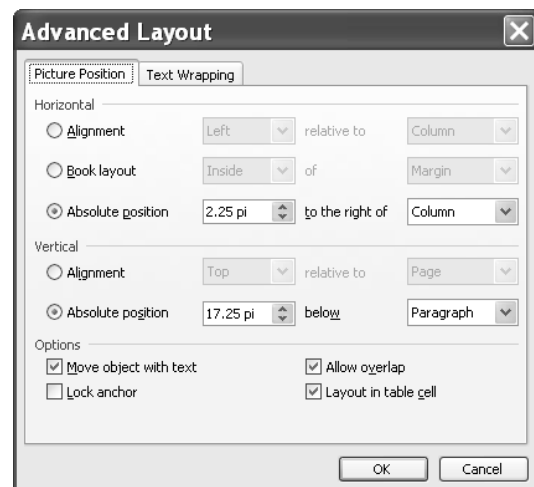 Advanced Layout
Picture Position Text Wrapping
Horizontal
Alignment Left relative to Column
Book layout Inside of Margin
Absolute position 2.25 pi to the right of Column
Vertical
Alignment Top relative to Page
Absolute position 17.25 pi below Paragraph
Options
Move object with text Allow overlap
Lock anchor Layout in table cell
OK Cancel